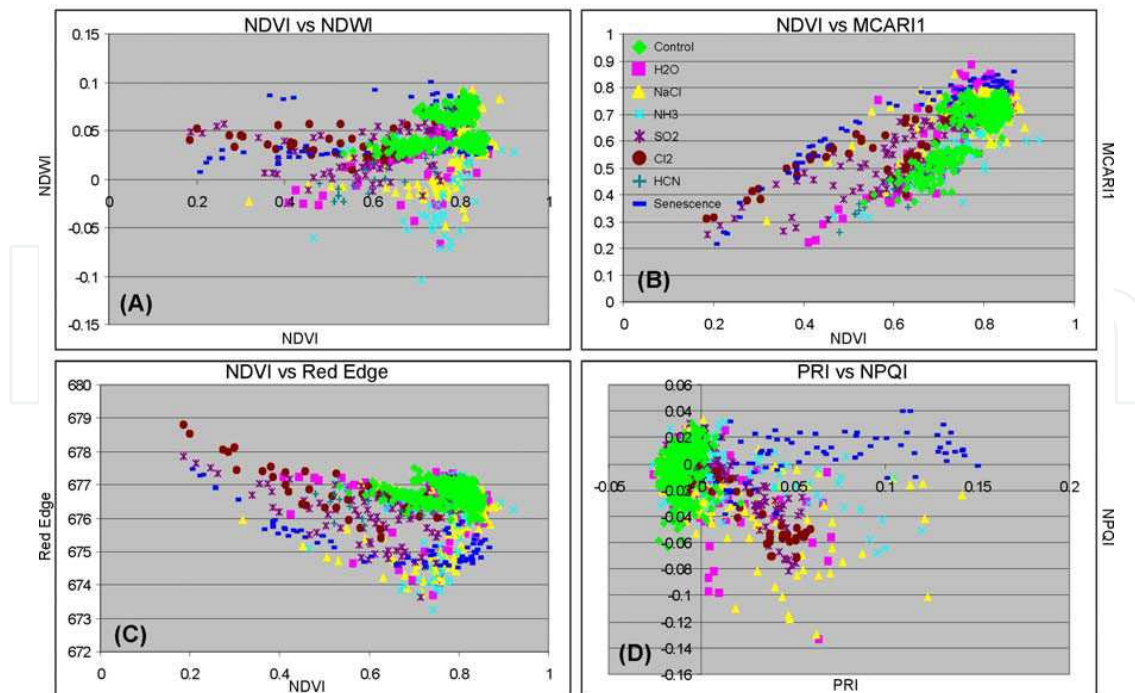 NDVI vs NDWI
0.15
0.1
0.05
0
-0.05
-0.1
-0.15
0
0.2
0.4
0.6
0.8
1
NDWI
NDVI
(A)
NDVI vs MCARI1
1
0.9
0.8
0.7
0.6
0.5
0.4
0.3
0.2
0.1
0
0
0.2
0.4
0.6
0.8
1
Control
H2O
NaCl
NH3
SO2
Cl2
HCN
Senescence
MCARI1
NDVI
(B)
NDVI vs Red Edge
680
679
678
677
676
675
674
673
672
0
0.2
0.4
0.6
0.8
1
Red Edge
NDVI
(C)
PRI vs NPQI
0.06
0.04
0.02
0
-0.02
-0.04
-0.06
-0.08
-0.1
-0.12
-0.14
-0.16
-0.05
0
0.05
0.1
0.15
0.2
NPQI
PRI
(D)